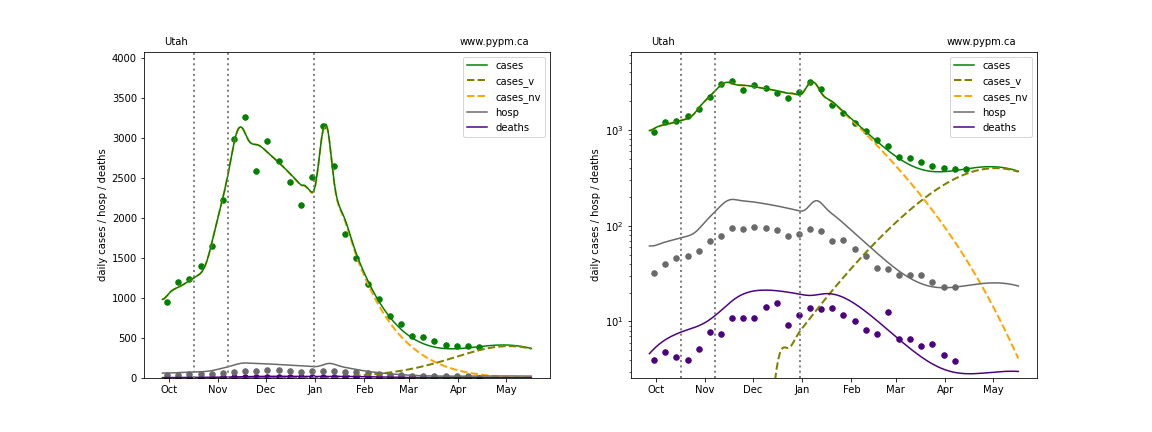 Utah www.pypm.ca
4000
3500
3000
2500
2000
1500
1000
500
0
daily cases / hosp / deaths
cases
cases_v
cases_nv
hosp
deaths
Oct Nov Dec Jan Feb Mar Apr May
Utah www.pypm.ca
10³
10²
10¹
daily cases / hosp / deaths
cases
cases_v
cases_nv
hosp
deaths
Oct Nov Dec Jan Feb Mar Apr May